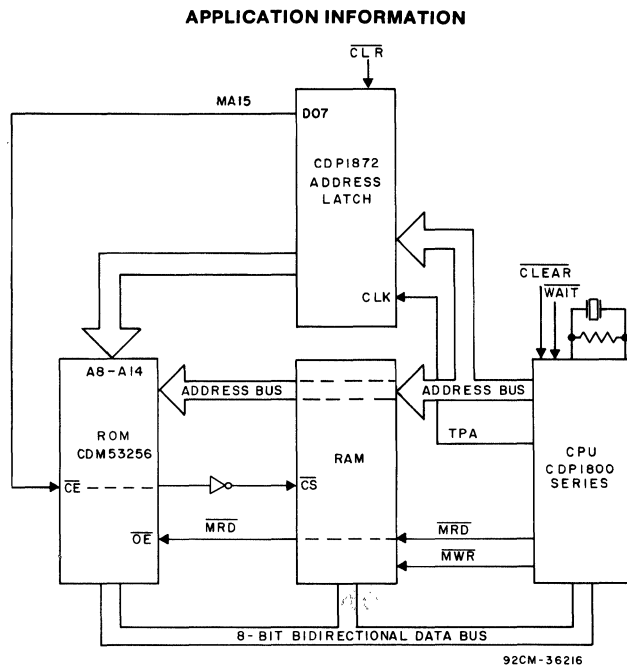 APPLICATION INFORMATION
CLR
MA15
DO7
CDP1872
ADDRESS
LATCH
CLK
CLEAR
WAIT
A8-A14
ADDRESS BUS
ADDRESS BUS
ROM
CDM53256
RAM
TPA
CPU
CDP1800
SERIES
CE
CS
OE
MRD
MRD
MWR
8-BIT BIDIRECTIONAL DATA BUS
92CM-36216